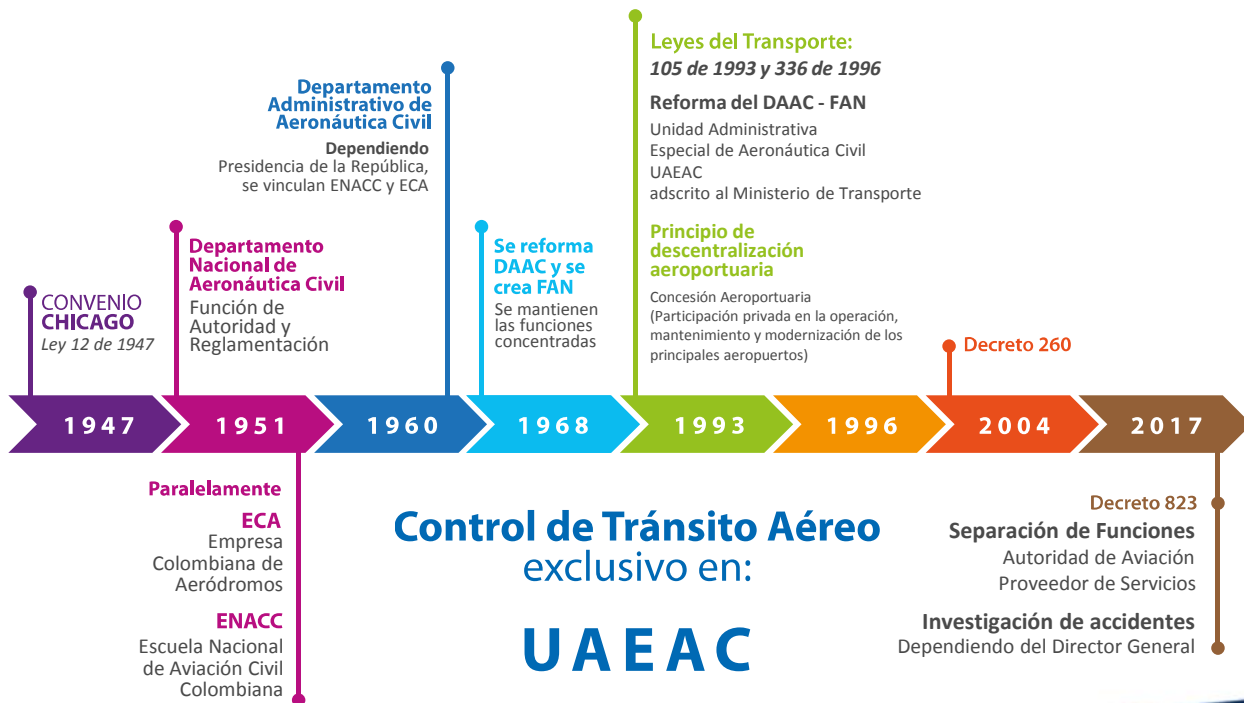 CONVENIO
CHICAGO
Ley 12 de 1947
Departamento
Nacional de
Aeronáutica Civil
Función de
Autoridad y
Reglamentación
Departamento
Administrativo de
Aeronáutica Civil
Dependiendo
Presidencia de la República,
se vinculan ENACC y ECA
Se reforma
DAAC y se
crea FAN
Se mantienen
las funciones
concentradas
Leyes del Transporte:
105 de 1993 y 336 de 1996
Reforma del DAAC - FAN
Unidad Administrativa
Especial de Aeronáutica Civil
UAEAC
adscrito al Ministerio de Transporte
Principio de
descentralización
aeroportuaria
Concesión Aeroportuaria
(Participación privada en la operación,
mantenimiento y modernización de los
principales aeropuertos)
Decreto 260
1947
1951
1960
1968
1993
1996
2004
2017
Paralelamente
ECA
Empresa
Colombiana de
Aeródromos
ENACC
Escuela Nacional
de Aviación Civil
Colombiana
Control de Tránsito Aéreo
exclusivo en:
UAEAC
Decreto 823
Separación de Funciones
Autoridad de Aviación
Proveedor de Servicios
Investigación de accidentes
Dependiendo del Director General